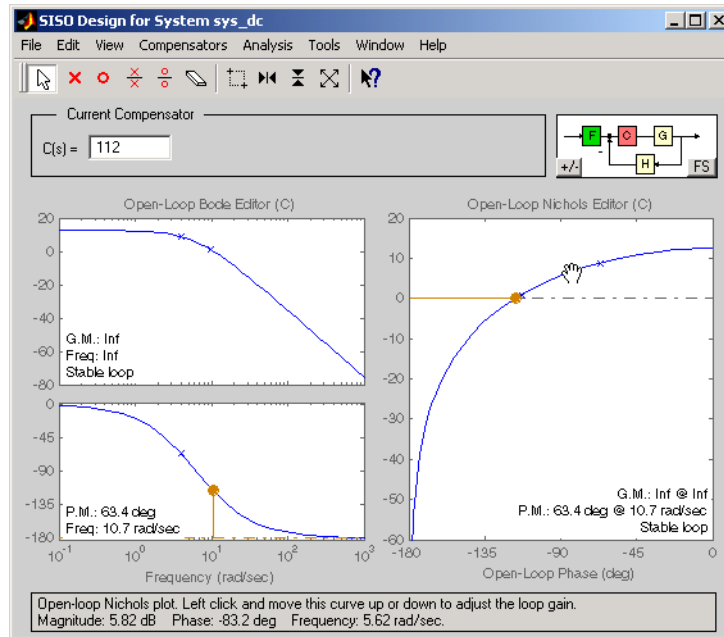 SISO Design for System sys_dc
File Edit View Compensators Analysis Tools Window Help
Current Compensator
C(s) = 112
F C G
+/- H FS
Open-Loop Bode Editor (C)
20
0
-20
-40
-60
-80
G.M.: Inf
Freq: Inf
Stable loop
0
-45
-90
-135
-180
P.M.: 63.4 deg
Freq: 10.7 rad/sec
10^-1 10^0 10^1 10^2 10^3
Frequency (rad/sec)
Open-Loop Nichols Editor (C)
20
10
0
-10
-20
-30
-40
-50
-60
G.M.: Inf @ Inf
P.M.: 63.4 deg @ 10.7 rad/sec
Stable loop
-180 -135 -90 -45 0
Open-Loop Phase (deg)
Open-loop Nichols plot. Left click and move this curve up or down to adjust the loop gain.
Magnitude: 5.82 dB Phase: -83.2 deg Frequency: 5.62 rad/sec.